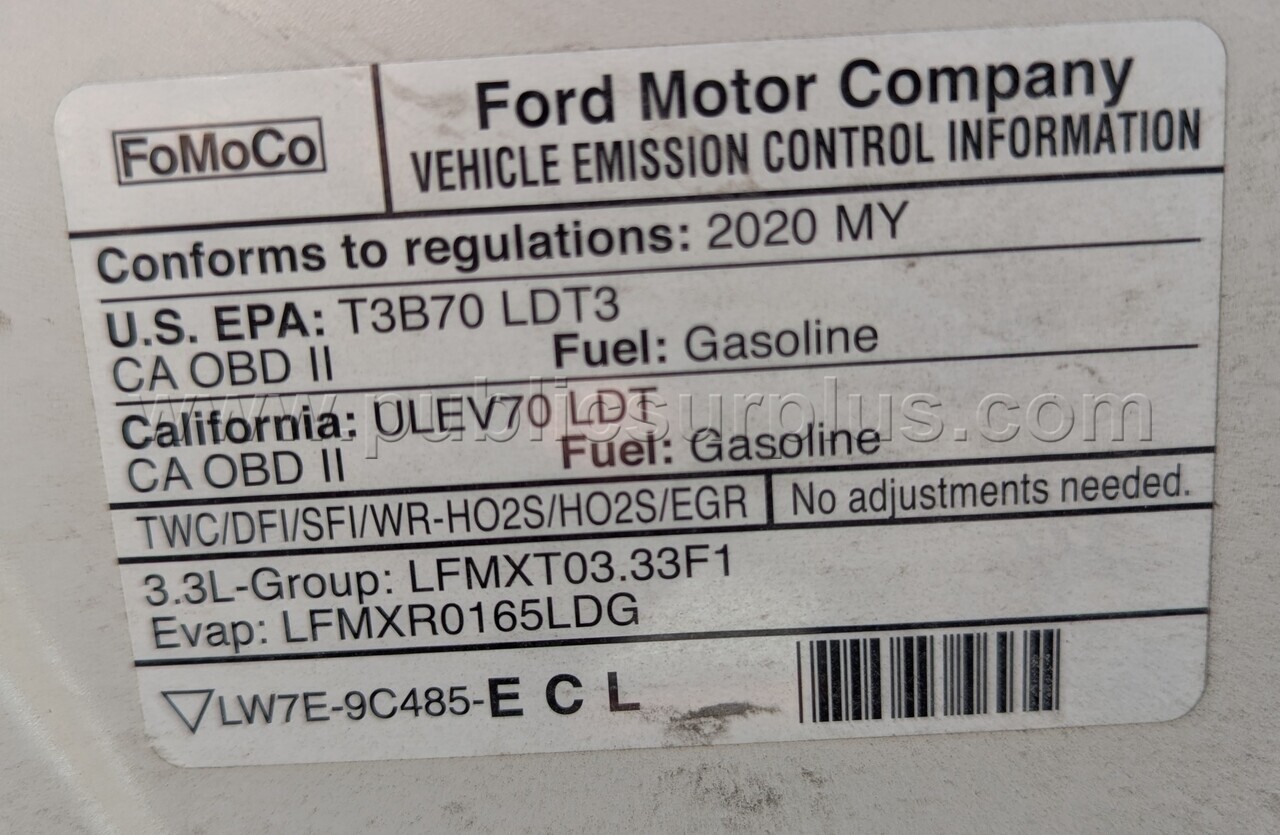 FoMoCo
Ford Motor Company
VEHICLE EMISSION CONTROL INFORMATION
Conforms to regulations: 2020 MY
U.S. EPA: T3B70 LDT3
CA OBD II Fuel: Gasoline
www.publicsurplus.com
California: ULEV70 LDT
CA OBD II Fuel: Gasoline
TWC/DFI/SFI/WR-HO2S/HO2S/EGR No adjustments needed.
3.3L-Group: LFMXT03.33F1
Evap: LFMXR0165LDG
LW7E-9C485-E C L